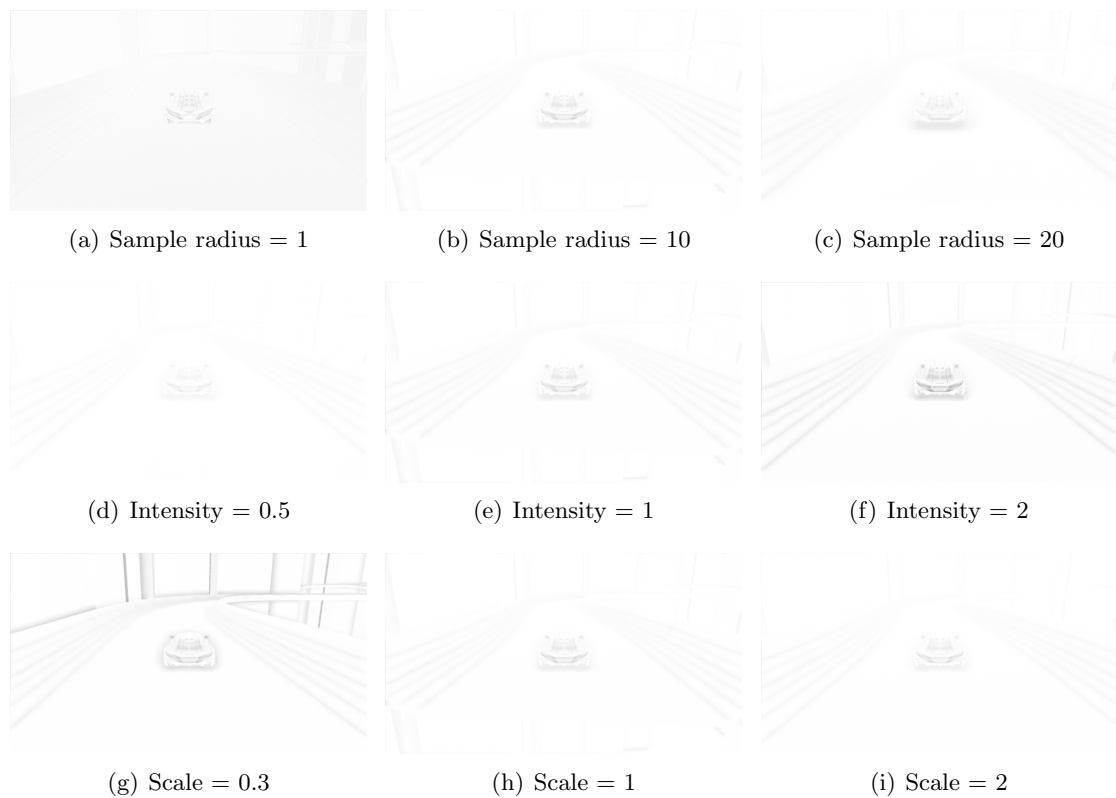 (a) Sample radius = 1
(b) Sample radius = 10
(c) Sample radius = 20
(d) Intensity = 0.5
(e) Intensity = 1
(f) Intensity = 2
(g) Scale = 0.3
(h) Scale = 1
(i) Scale = 2